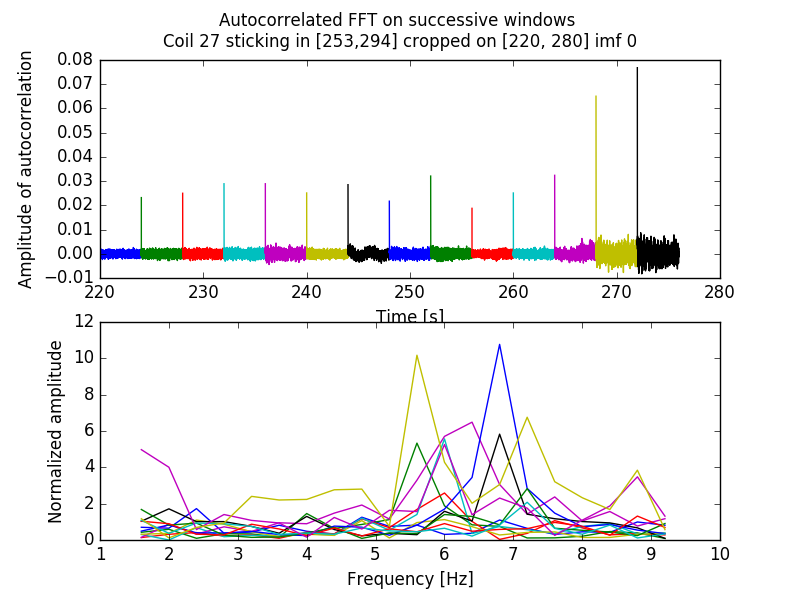 Autocorrelated FFT on successive windows
Coil 27 sticking in [253,294] cropped on [220, 280] imf 0
Amplitude of autocorrelation
0.08
0.07
0.06
0.05
0.04
0.03
0.02
0.01
0.00
−0.01
220 230 240 250 260 270 280
Time [s]
Normalized amplitude
12
10
8
6
4
2
0
1 2 3 4 5 6 7 8 9 10
Frequency [Hz]